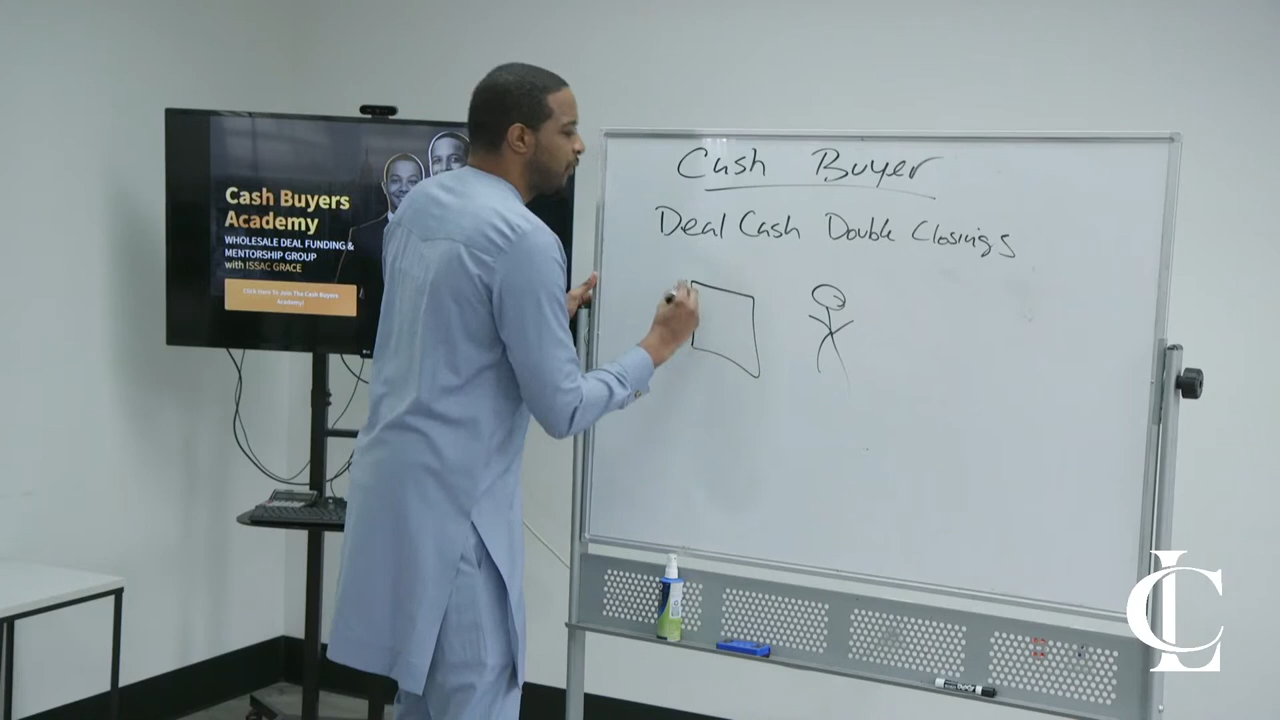 Cash Buyers
Academy
WHOLESALE DEAL FUNDING &
MENTORSHIP GROUP
with ISSAC GRACE
Click Here To Join The Cash Buyers
Academy!
Cash Buyer
Deal Cash Double Closings
CL